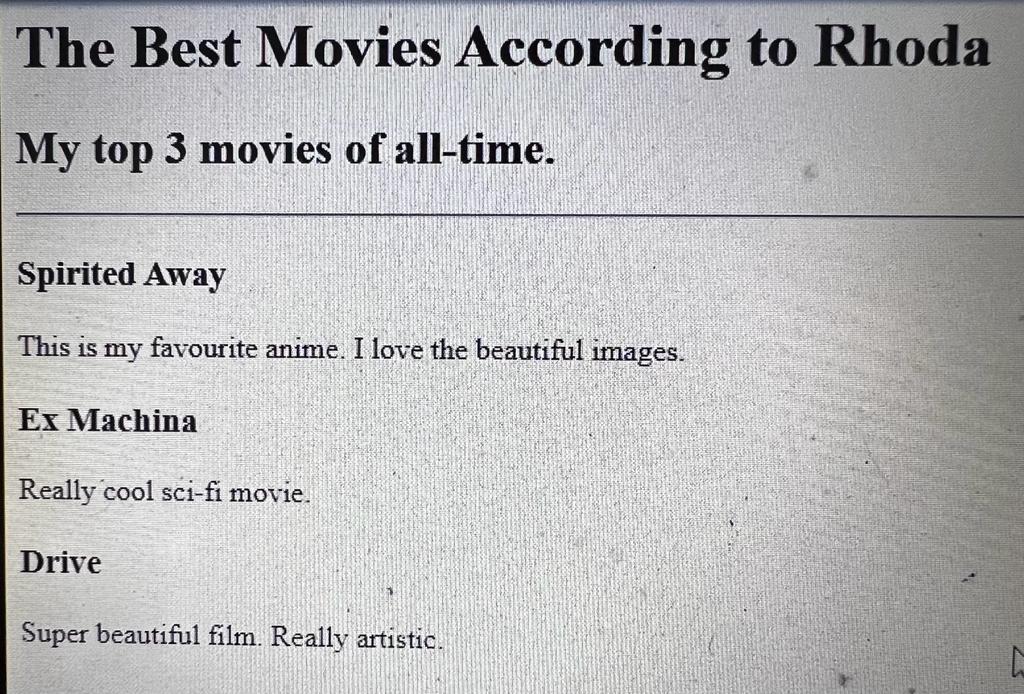 The Best Movies According to Rhoda
My top 3 movies of all-time.
Spirited Away
This is my favourite anime. I love the beautiful images.
Ex Machina
Really cool sci-fi movie.
Drive
Super beautiful film. Really artistic.